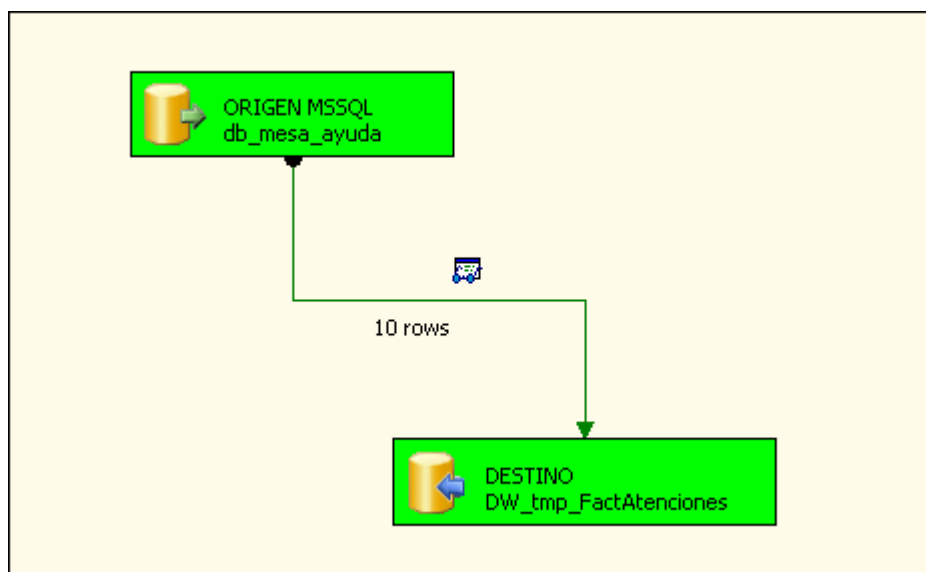 ORIGEN MSSQL
db_mesa_ayuda
10 rows
DESTINO
DW_tmp_FactAtenciones